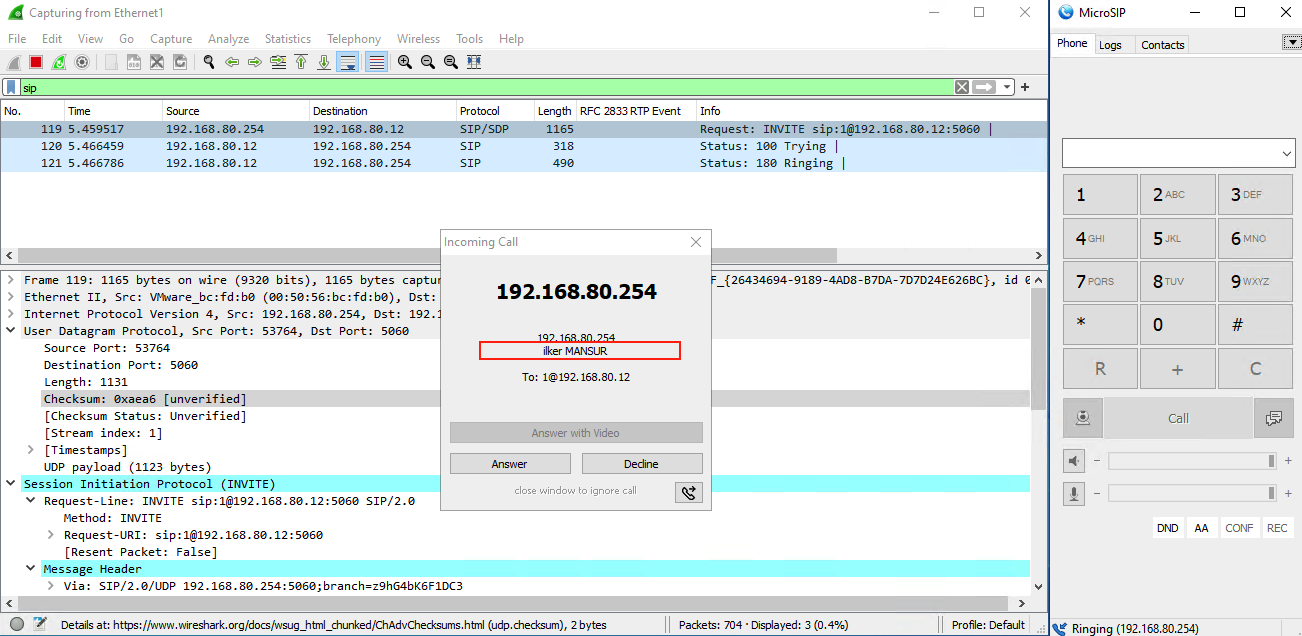 Capturing from Ethernet1
File Edit View Go Capture Analyze Statistics Telephony Wireless Tools Help
sip
No. Time Source Destination Protocol Length RFC 2833 RTP Event Info
119 5.459517 192.168.80.254 192.168.80.12 SIP/SDP 1165 Request: INVITE sip:1@192.168.80.12:5060 |
120 5.466459 192.168.80.12 192.168.80.254 SIP 318 Status: 100 Trying |
121 5.466786 192.168.80.12 192.168.80.254 SIP 490 Status: 180 Ringing |
Frame 119: 1165 bytes on wire (9320 bits), 1165 bytes captur
F_{26434694-9189-4AD8-B7DA-7D7D24E626BC}, id 0
Ethernet II, Src: VMware_bc:fd:b0 (00:50:56:bc:fd:b0), Dst:
Internet Protocol Version 4, Src: 192.168.80.254, Dst: 192.1
User Datagram Protocol, Src Port: 53764, Dst Port: 5060
Source Port: 53764
Destination Port: 5060
Length: 1131
Checksum: 0xaea6 [unverified]
[Checksum Status: Unverified]
[Stream index: 1]
[Timestamps]
UDP payload (1123 bytes)
Session Initiation Protocol (INVITE)
Request-Line: INVITE sip:1@192.168.80.12:5060 SIP/2.0
Method: INVITE
Request-URI: sip:1@192.168.80.12:5060
[Resent Packet: False]
Message Header
Via: SIP/2.0/UDP 192.168.80.254:5060;branch=z9hG4bK6F1DC3
Details at: https://www.wireshark.org/docs/wsug_html_chunked/ChAdvChecksums.html (udp.checksum), 2 bytes
Packets: 704 · Displayed: 3 (0.4%)
Profile: Default
Incoming Call
192.168.80.254
192.168.80.254
ilker MANSUR
To: 1@192.168.80.12
Answer with Video
Answer Decline
close window to ignore call
MicroSIP
Phone Logs Contacts
1 2 ABC 3 DEF
4 GHI 5 JKL 6 MNO
7 PQRS 8 TUV 9 WXYZ
* 0 #
R + C
Call
− +
− +
DND AA CONF REC
Ringing (192.168.80.254)